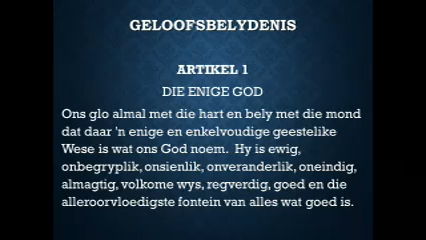 GELOOFSBELYDENIS
ARTIKEL 1
DIE ENIGE GOD
Ons glo almal met die hart en bely met die mond
dat daar 'n enige en enkelvoudige geestelike
Wese is wat ons God noem. Hy is ewig,
onbegryplik, onsienlik, onveranderlik, oneindig,
almagtig, volkome wys, regverdig, goed en die
alleroorvloedigste fontein van alles wat goed is.